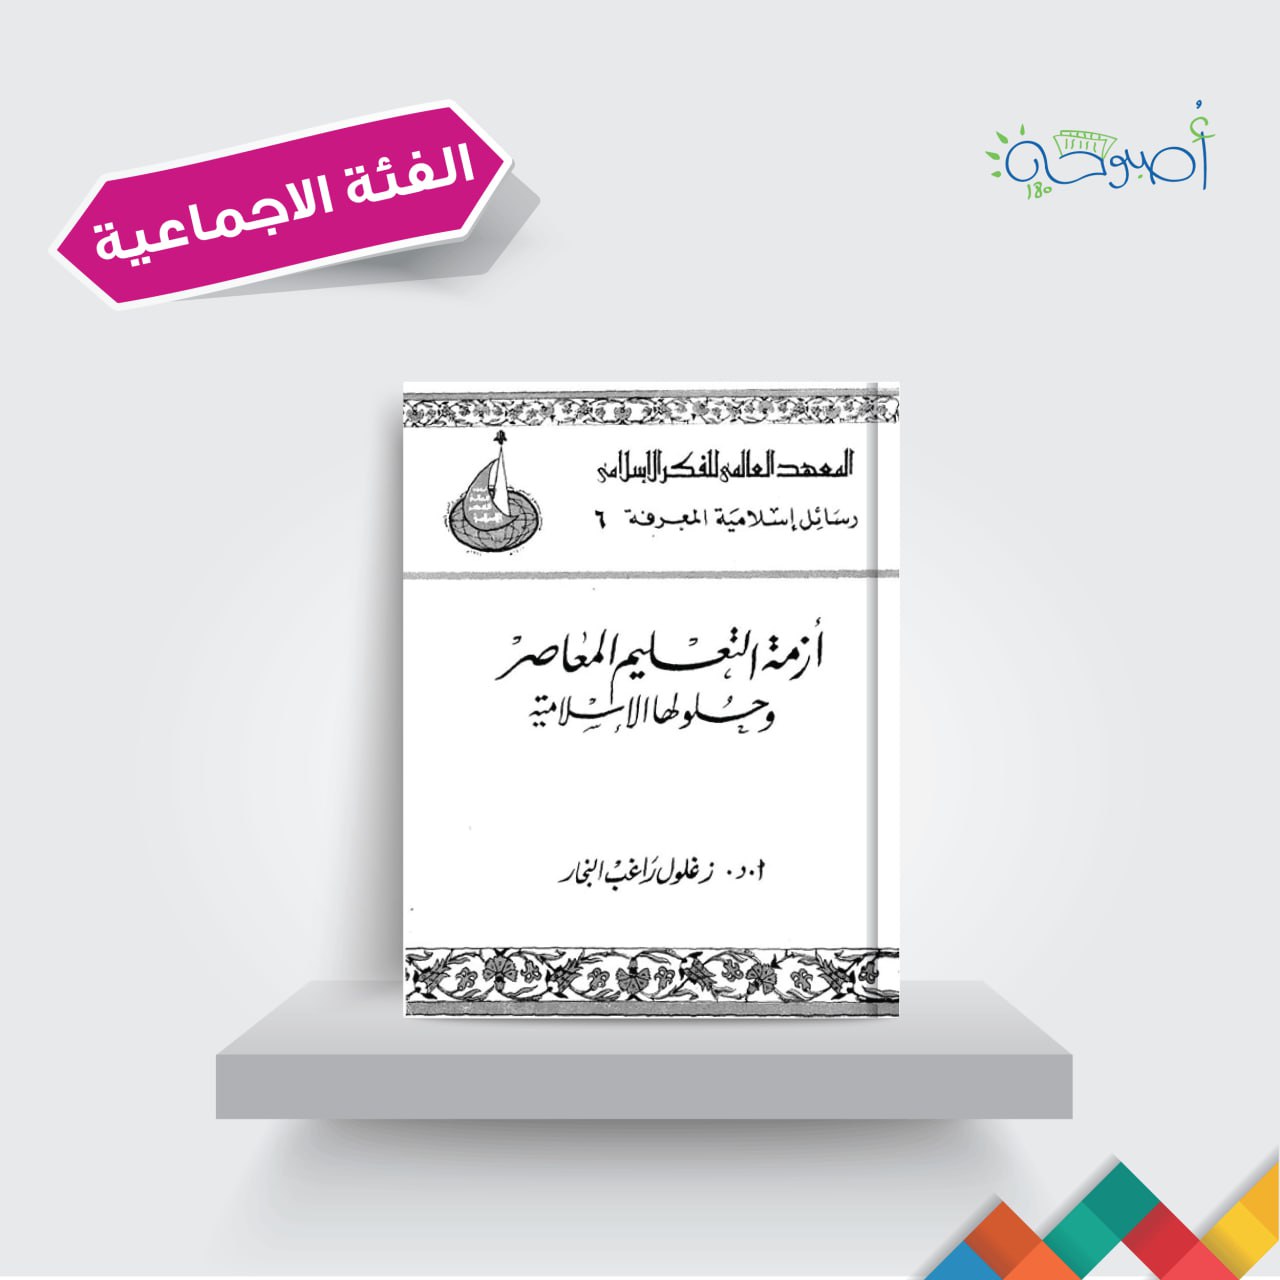 الفئة الاجماعية
أصبوحة
١٨٠
المعهد العالمي للفكر الإسلامي
رسائل إسلامية المعرفة ٦
أزمة التعليم المعاصر
وحلولها الإسلامية
أ.د. زغلول راغب النجار